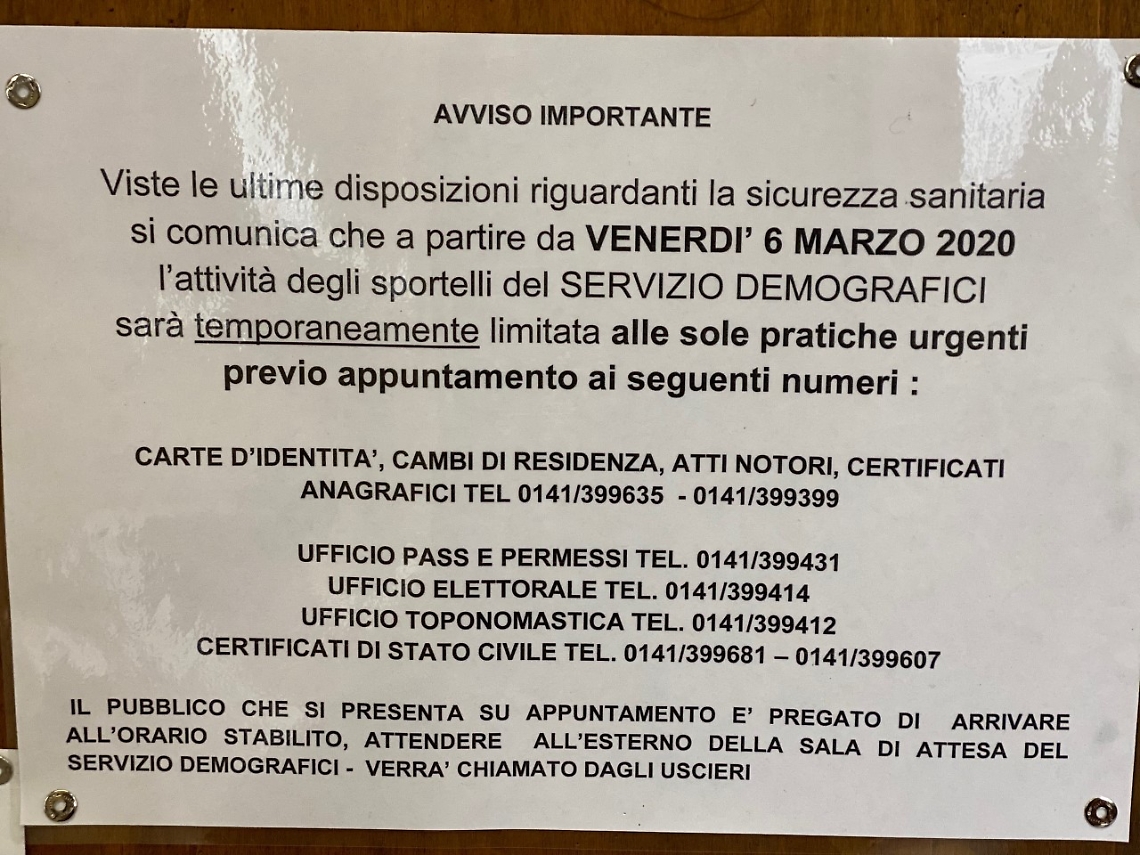 AVVISO IMPORTANTE
Viste le ultime disposizioni riguardanti la sicurezza sanitaria
si comunica che a partire da VENERDI’ 6 MARZO 2020
l’attività degli sportelli del SERVIZIO DEMOGRAFICI
sarà temporaneamente limitata alle sole pratiche urgenti
previo appuntamento ai seguenti numeri :
CARTE D’IDENTITA’, CAMBI DI RESIDENZA, ATTI NOTORI, CERTIFICATI
ANAGRAFICI TEL 0141/399635 - 0141/399399
UFFICIO PASS E PERMESSI TEL. 0141/399431
UFFICIO ELETTORALE TEL. 0141/399414
UFFICIO TOPONOMASTICA TEL. 0141/399412
CERTIFICATI DI STATO CIVILE TEL. 0141/399681 – 0141/399607
IL PUBBLICO CHE SI PRESENTA SU APPUNTAMENTO E’ PREGATO DI ARRIVARE
ALL’ORARIO STABILITO, ATTENDERE ALL’ESTERNO DELLA SALA DI ATTESA DEL
SERVIZIO DEMOGRAFICI - VERRA’ CHIAMATO DAGLI USCIERI